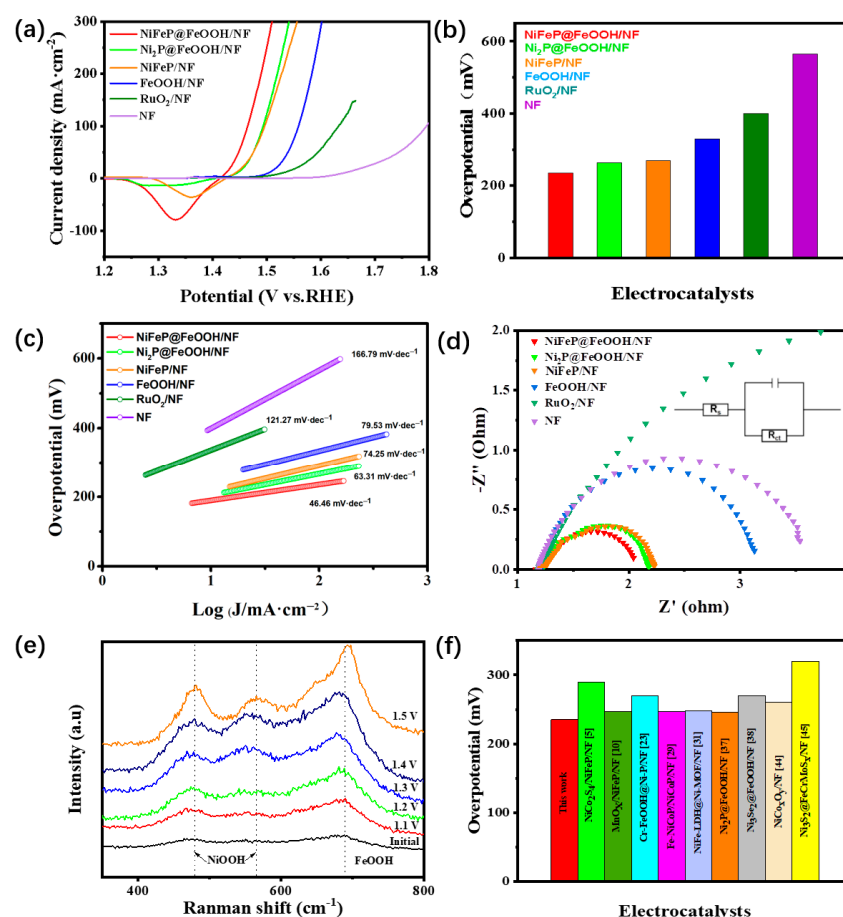 (a)
300
250
200
150
100
50
0
-100
Current density (mA·cm⁻²)
NiFeP@FeOOH/NF
Ni₂P@FeOOH/NF
NiFeP/NF
FeOOH/NF
RuO₂/NF
NF
1.2 1.3 1.4 1.5 1.6 1.7 1.8
Potential (V vs.RHE)
(b)
600
400
200
0
Overpotential (mV)
NiFeP@FeOOH/NF
Ni₂P@FeOOH/NF
NiFeP/NF
FeOOH/NF
RuO₂/NF
NF
Electrocatalysts
(c)
600
400
200
0
Overpotential (mV)
NiFeP@FeOOH/NF
Ni₂P@FeOOH/NF
NiFeP/NF
FeOOH/NF
RuO₂/NF
NF
166.79 mV·dec⁻¹
121.27 mV·dec⁻¹
79.53 mV·dec⁻¹
74.25 mV·dec⁻¹
63.31 mV·dec⁻¹
46.46 mV·dec⁻¹
0 1 2 3
Log (J/mA·cm⁻²)
(d)
2.0
1.5
1.0
0.5
0.0
-Z'' (Ohm)
NiFeP@FeOOH/NF
Ni₂P@FeOOH/NF
NiFeP/NF
FeOOH/NF
RuO₂/NF
NF
Rs
Rct
1 2 3
Z' (ohm)
(e)
Intensity (a.u)
1.5 V
1.4 V
1.3 V
1.2 V
1.1 V
Initial
NiOOH
FeOOH
400 600 800
Ranman shift (cm⁻¹)
(f)
300
250
200
150
100
50
0
Overpotential (mV)
This work
NiCo₂S₄/NiFeP/NF [5]
MnOₓ/NiFeP/NF [10]
Cr-FeOOH@Ni-P/NF [23]
Fe-NiCoP/NiCoP/NF [29]
NiFe-LDH@Ni-MOF/NF [31]
Ni₂P@FeOOH/NF [37]
Ni₃Se₂@FeOOH/NF [38]
NiCoₓOᵧ/NF [44]
Ni₃S₂@FeCrMoSₓ/NF [45]
Electrocatalysts